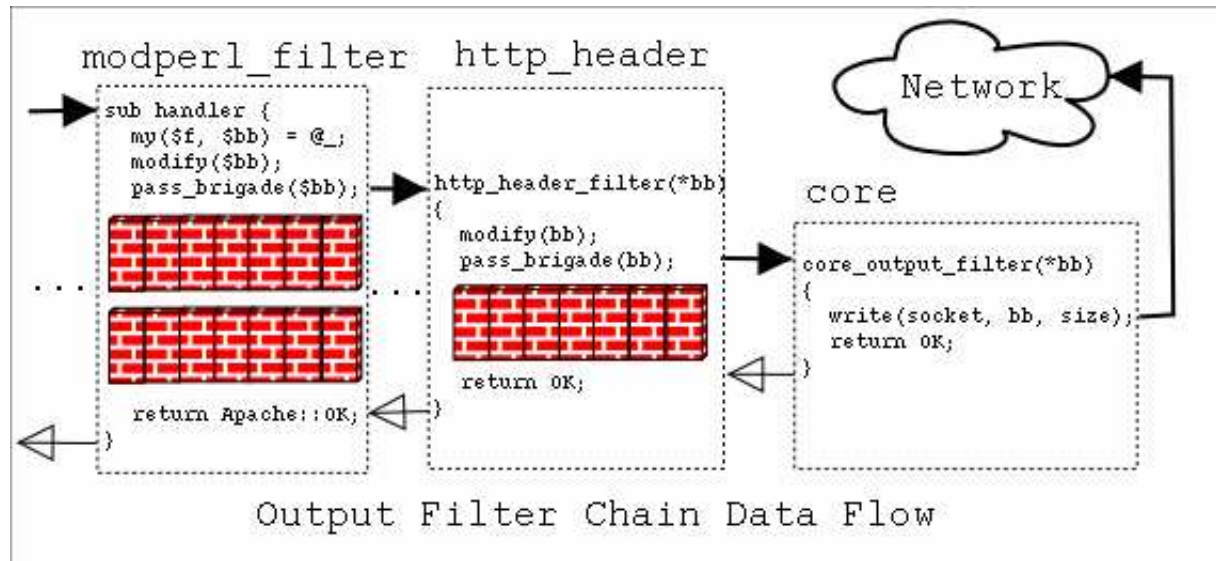 modperl_filter
sub handler {
my($f, $bb) = @_;
modify($bb);
pass_brigade($bb);
...
return Apache::OK;
}
http_header
http_header_filter(*bb)
{
modify(bb);
pass_brigade(bb);
...
return OK;
}
Network
core
core_output_filter(*bb)
{
write(socket, bb, size);
return OK;
}
Output Filter Chain Data Flow